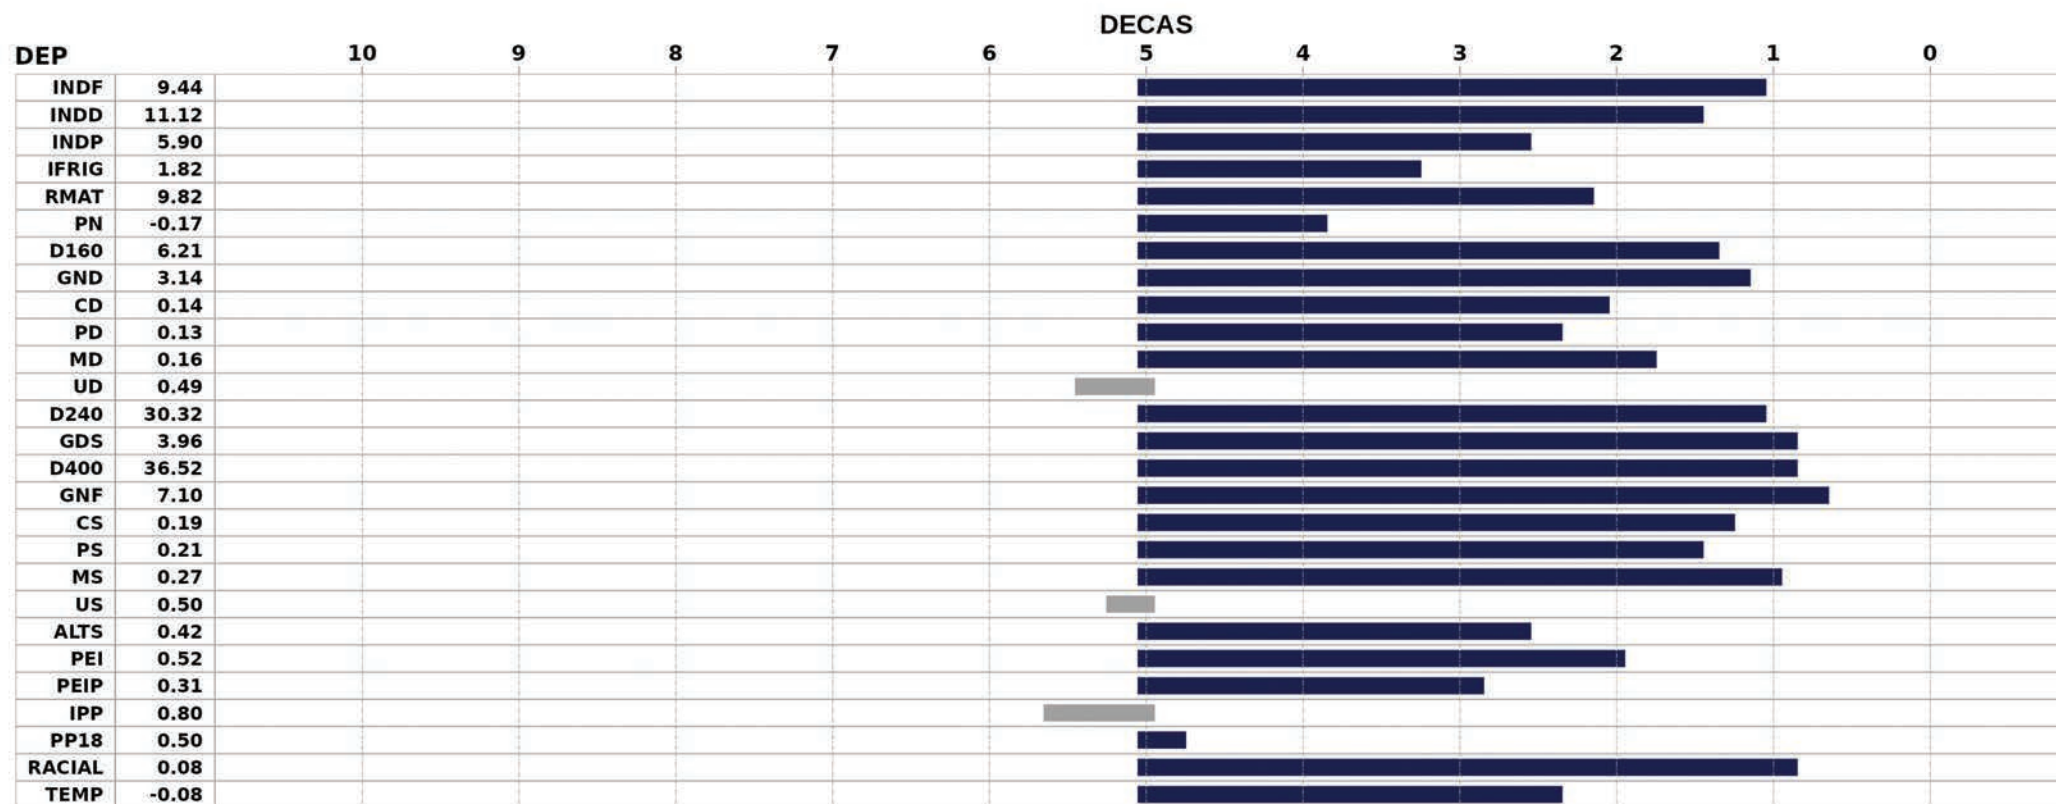 DECAS
DEP 10 9 8 7 6 5 4 3 2 1 0
INDF 9.44
INDD 11.12
INDP 5.90
IFRIG 1.82
RMAT 9.82
PN -0.17
D160 6.21
GND 3.14
CD 0.14
PD 0.13
MD 0.16
UD 0.49
D240 30.32
GDS 3.96
D400 36.52
GNF 7.10
CS 0.19
PS 0.21
MS 0.27
US 0.50
ALTS 0.42
PEI 0.52
PEIP 0.31
IPP 0.80
PP18 0.50
RACIAL 0.08
TEMP -0.08